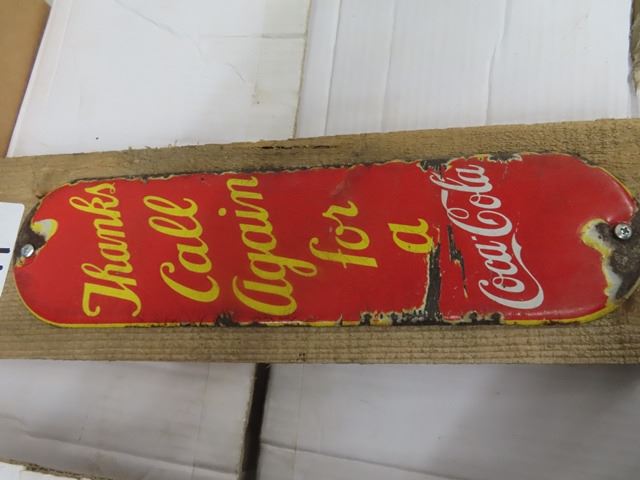 Thanks
Call
Again
for
a
Coca-Cola